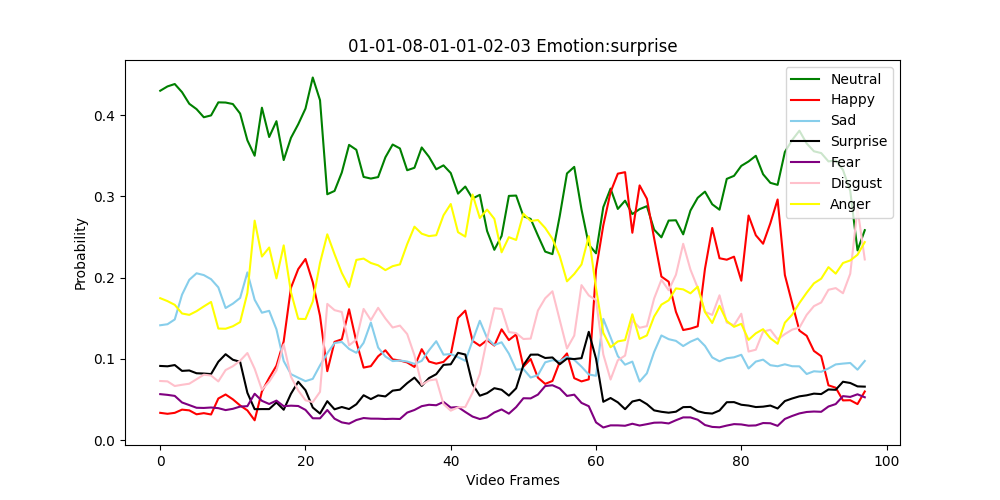 01-01-08-01-01-02-03 Emotion:surprise
Neutral
Happy
Sad
Surprise
Fear
Disgust
Anger
Probability
0.4
0.3
0.2
0.1
0.0
0 20 40 60 80 100
Video Frames